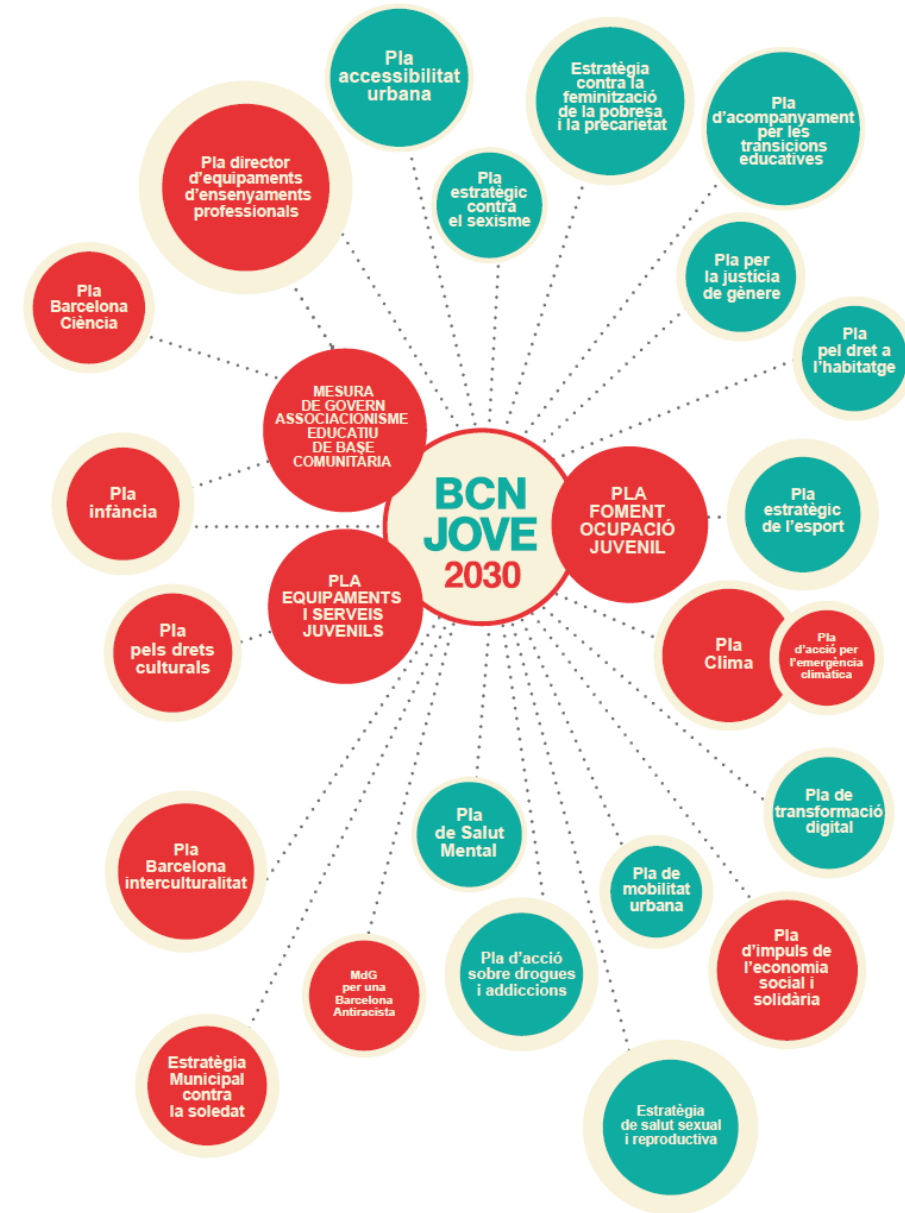 Pla
accessibilitat
urbana
Estratègia
contra la
feminització
de la pobresa
i la precarietat
Pla
d'acompanyament
per les
transicions
educatives
Pla director
d'equipaments
d'ensenyaments
professionals
Pla
estratègic
contra
el sexisme
Pla per
la justícia
de gènere
Pla
Barcelona
Ciència
Pla
pel dret a
l'habitatge
MESURA
DE GOVERN
ASSOCIACIONISME
EDUCATIU
DE BASE
COMUNITÀRIA
BCN
JOVE
2030
PLA
FOMENT
OCUPACIÓ
JUVENIL
Pla
estratègic
de l'esport
Pla
infància
PLA
EQUIPAMENTS
I SERVEIS
JUVENILS
Pla
pels drets
culturals
Pla
Clima
Pla
d'acció per
l'emergència
climàtica
Pla de
transformació
digital
Pla
de Salut
Mental
Pla
Barcelona
interculturalitat
Pla de
mobilitat
urbana
Pla
d'impuls de
l'economia
social i
solidària
Pla d'acció
sobre drogues
i addiccions
MdG
per una
Barcelona
Antiracista
Estratègia
Municipal
contra
la soledat
Estratègia
de salut sexual
i reproductiva